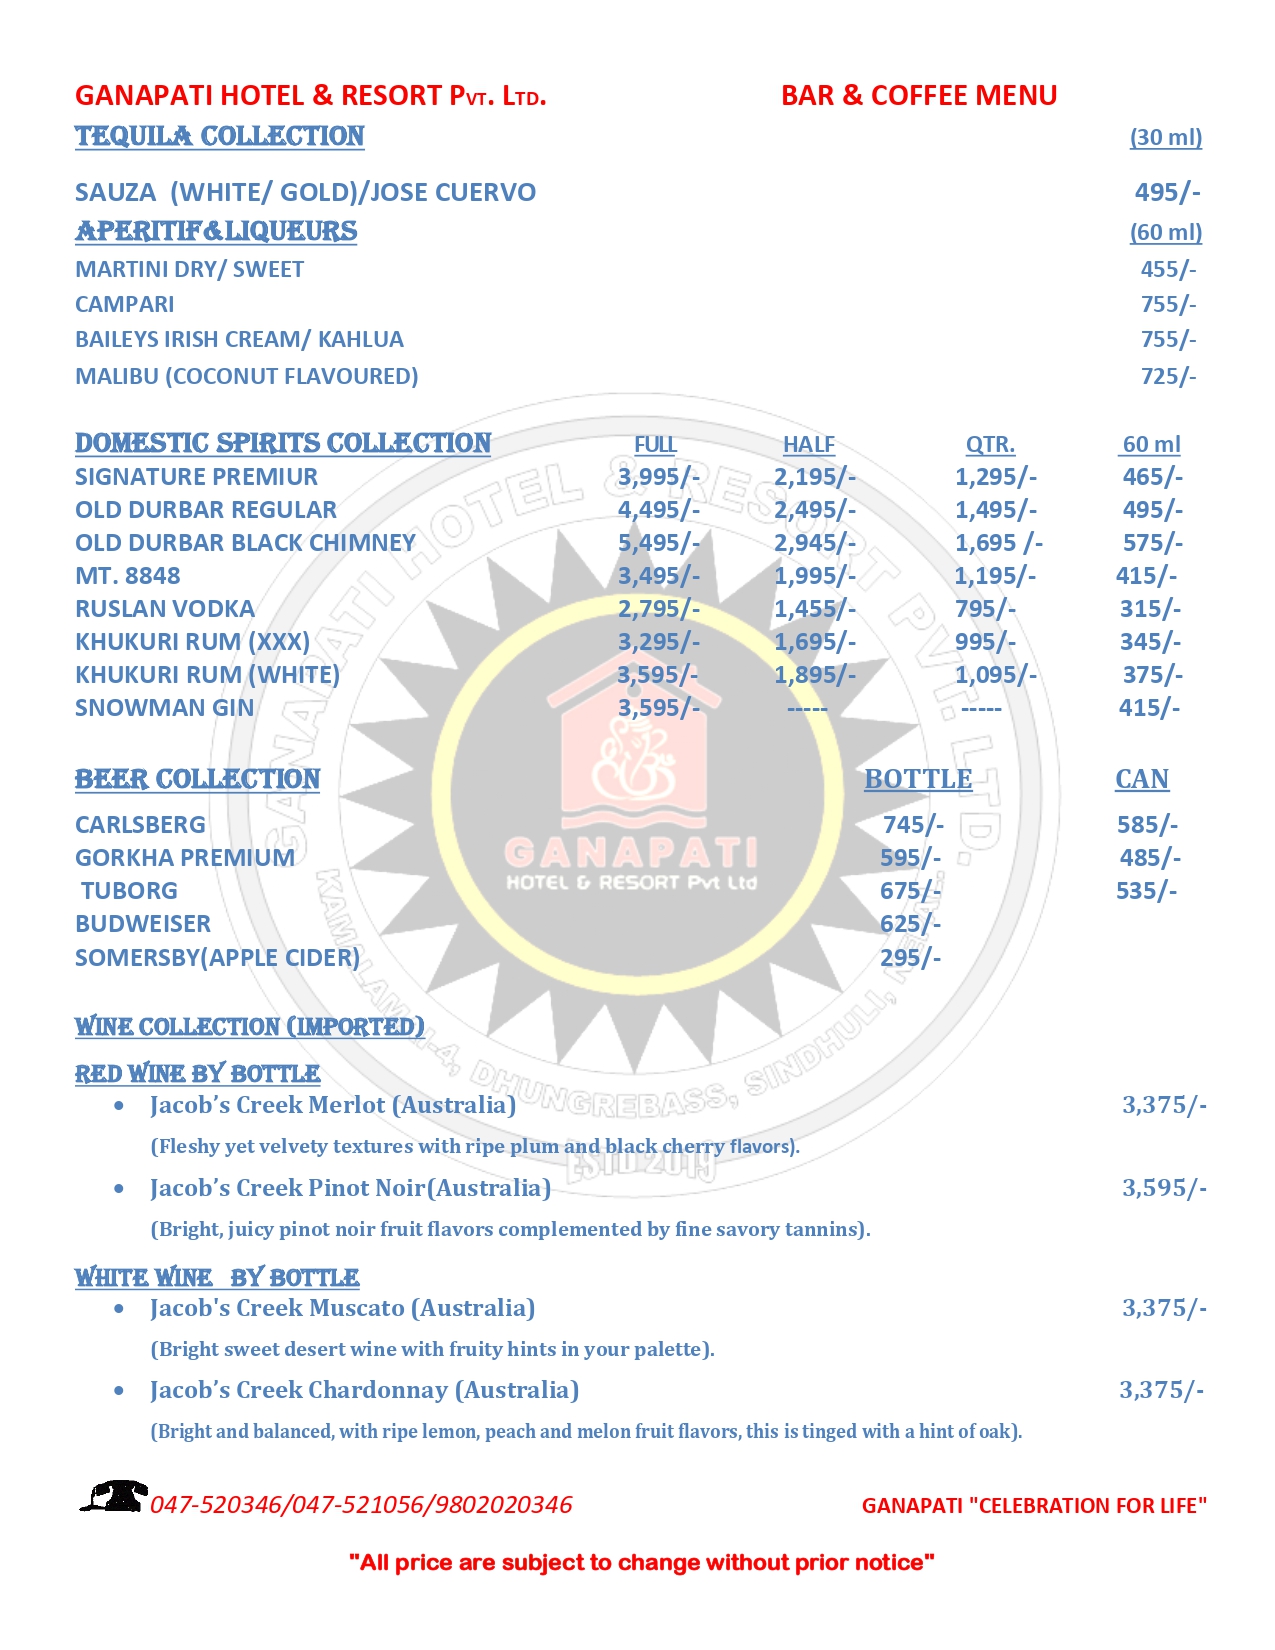 GANAPATI HOTEL & RESORT PVT. LTD. BAR & COFFEE MENU
TEQUILA COLLECTION (30 ml)
SAUZA (WHITE/ GOLD)/JOSE CUERVO 495/-
APERITIF&LIQUEURS (60 ml)
MARTINI DRY/ SWEET 455/-
CAMPARI 755/-
BAILEYS IRISH CREAM/ KAHLUA 755/-
MALIBU (COCONUT FLAVOURED) 725/-
DOMESTIC SPIRITS COLLECTION FULL HALF QTR. 60 ml
SIGNATURE PREMIUR 3,995/- 2,195/- 1,295/- 465/-
OLD DURBAR REGULAR 4,495/- 2,495/- 1,495/- 495/-
OLD DURBAR BLACK CHIMNEY 5,495/- 2,945/- 1,695 /- 575/-
MT. 8848 3,495/- 1,995/- 1,195/- 415/-
RUSLAN VODKA 2,795/- 1,455/- 795/- 315/-
KHUKURI RUM (XXX) 3,295/- 1,695/- 995/- 345/-
KHUKURI RUM (WHITE) 3,595/- 1,895/- 1,095/- 375/-
SNOWMAN GIN 3,595/- ----- ----- 415/-
BEER COLLECTION BOTTLE CAN
CARLSBERG 745/- 585/-
GORKHA PREMIUM 595/- 485/-
TUBORG 675/- 535/-
BUDWEISER 625/-
SOMERSBY(APPLE CIDER) 295/-
WINE COLLECTION (IMPORTED)
RED WINE BY BOTTLE
• Jacob’s Creek Merlot (Australia) 3,375/-
(Fleshy yet velvety textures with ripe plum and black cherry flavors).
• Jacob’s Creek Pinot Noir(Australia) 3,595/-
(Bright, juicy pinot noir fruit flavors complemented by fine savory tannins).
WHITE WINE BY BOTTLE
• Jacob's Creek Muscato (Australia) 3,375/-
(Bright sweet desert wine with fruity hints in your palette).
• Jacob’s Creek Chardonnay (Australia) 3,375/-
(Bright and balanced, with ripe lemon, peach and melon fruit flavors, this is tinged with a hint of oak).
047-520346/047-521056/9802020346 GANAPATI "CELEBRATION FOR LIFE"
"All price are subject to change without prior notice"
GANAPATI HOTEL & RESORT PVT. LTD.
GANAPATI
HOTEL & RESORT Pvt Ltd
DHUNGREBASS, SINDHULI,
ESTD 2019